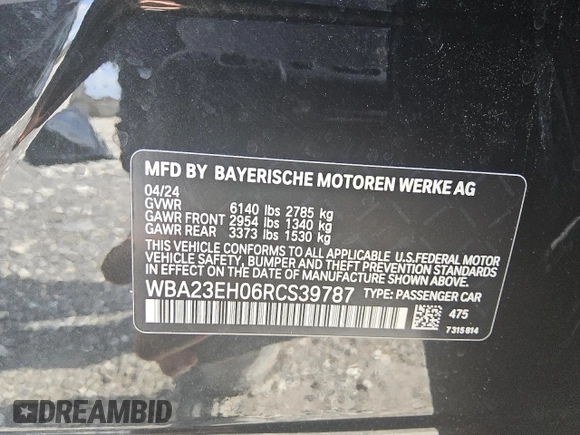 MFD BY BAYERISCHE MOTOREN WERKE AG
04/24
GVWR 6140 lbs 2785 kg
GAWR FRONT 2954 lbs 1340 kg
GAWR REAR 3373 lbs 1530 kg
THIS VEHICLE CONFORMS TO ALL APPLICABLE U.S.FEDERAL MOTOR
VEHICLE SAFETY, BUMPER, AND THEFT PREVENTION
STANDARDS IN EFFECT ON THE DATE OF MANUFACTURE SHOWN ABOVE.
WBA23EH06RCS39787 TYPE: PASSENGER CAR
475
7315814
DREAMBID